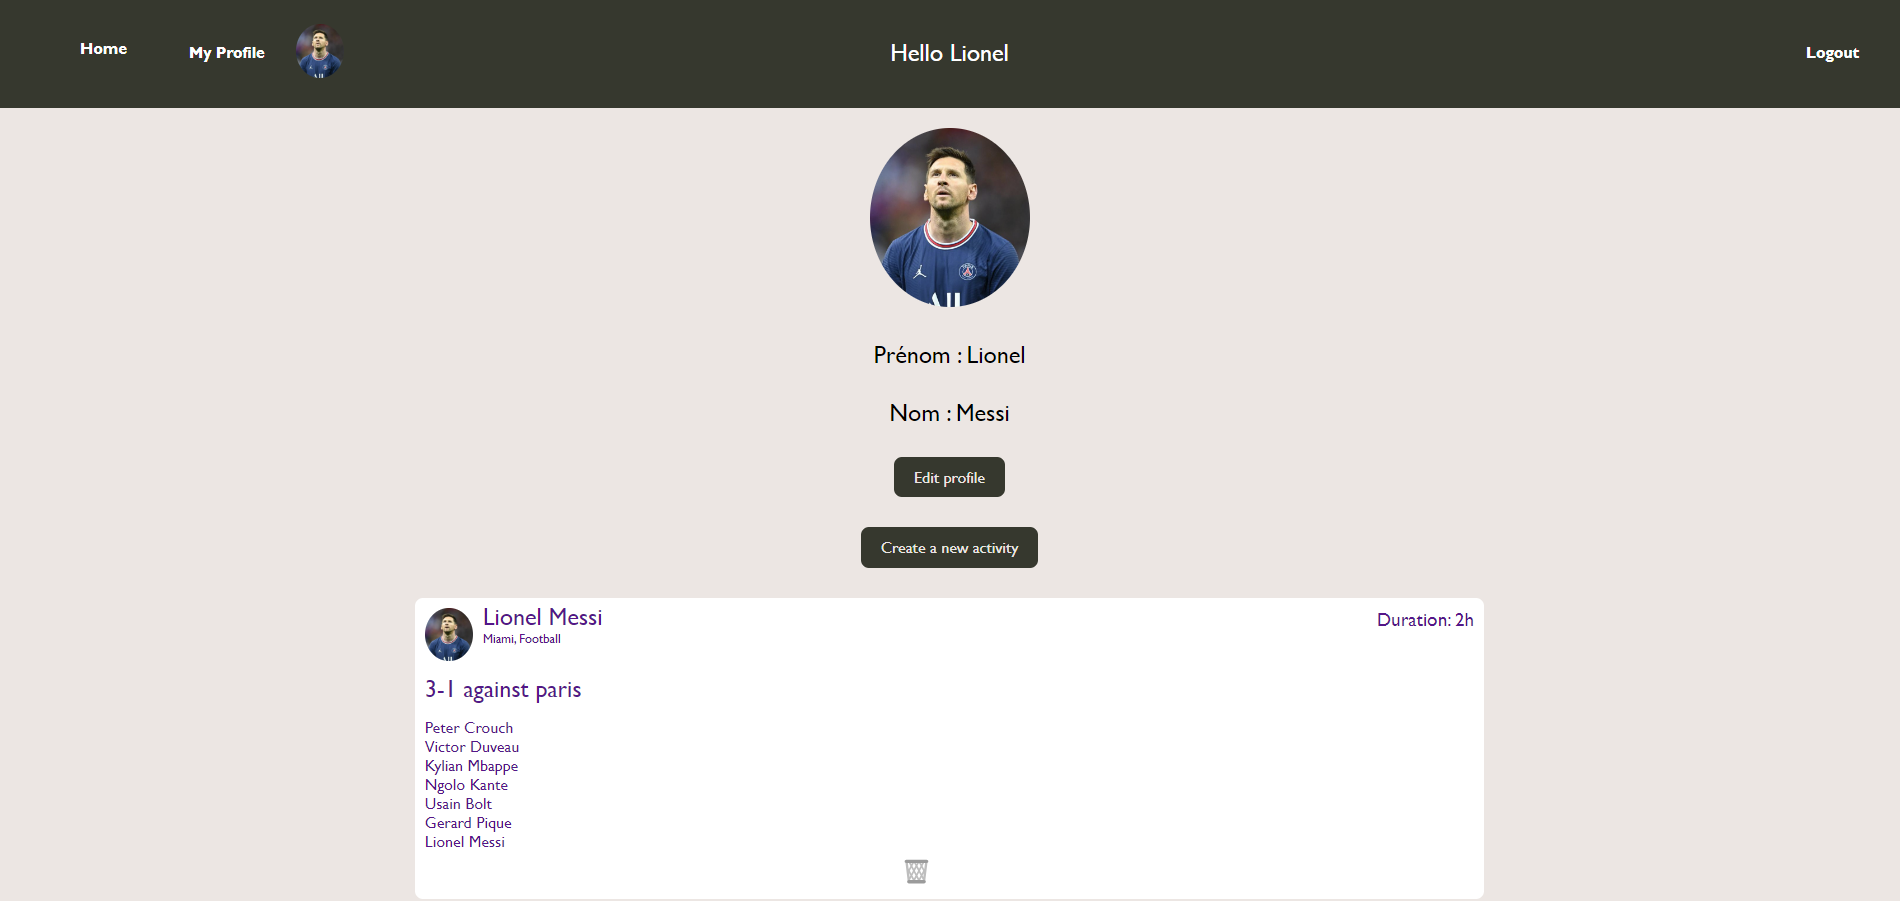 Home
My Profile
Hello Lionel
Logout
Prénom : Lionel
Nom : Messi
Edit profile
Create a new activity
Lionel Messi
Miami, Football
Duration: 2h
3-1 against paris
Peter Crouch
Victor Duveau
Kylian Mbappe
Ngolo Kante
Usain Bolt
Gerard Pique
Lionel Messi